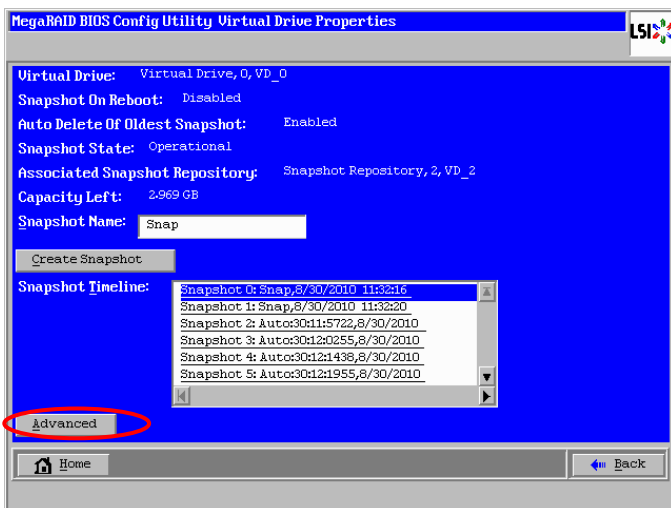 MegaRAID BIOS Config Utility Virtual Drive Properties
LSI
Virtual Drive: Virtual Drive, 0, VD_0
Snapshot On Reboot: Disabled
Auto Delete Of Oldest Snapshot: Enabled
Snapshot State: Operational
Associated Snapshot Repository: Snapshot Repository, 2, VD_2
Capacity Left: 2.969 GB
Snapshot Name: Snap
Create Snapshot
Snapshot Timeline:
Snapshot 0: Snap,8/30/2010 11:32:16
Snapshot 1: Snap,8/30/2010 11:32:20
Snapshot 2: Auto:30:11:5722,8/30/2010
Snapshot 3: Auto:30:12:0255,8/30/2010
Snapshot 4: Auto:30:12:1438,8/30/2010
Snapshot 5: Auto:30:12:1955,8/30/2010
Advanced
Home
Back